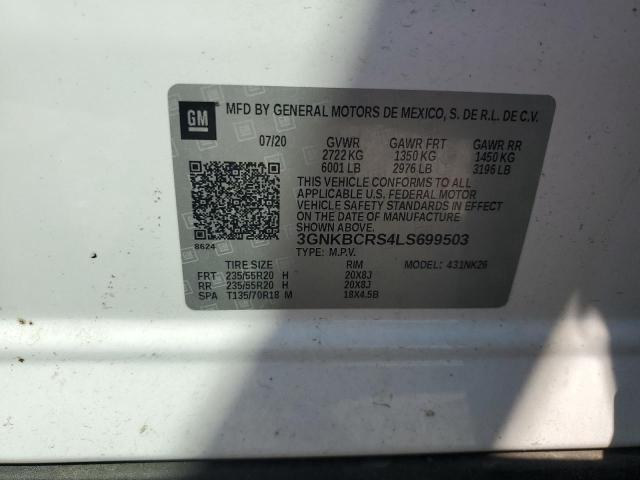 GM
MFD BY GENERAL MOTORS DE MEXICO, S. DE R.L. DE C.V.
07/20 GVWR GAWR FRT GAWR RR
2722 KG 1350 KG 1450 KG
6001 LB 2976 LB 3196 LB
THIS VEHICLE CONFORMS TO ALL
APPLICABLE U.S. FEDERAL MOTOR
VEHICLE SAFETY STANDARDS IN
EFFECT ON THE DATE OF MANUFACTURE
SHOWN ABOVE.
3GNKBCRS4LS699503
8624
TYPE: M.P.V.
TIRE SIZE RIM MODEL: 431NK26
FRT 235/55R20 H 20X8J
RR 235/55R20 H 20X8J
SPA T135/70R18 M 18X4.5B